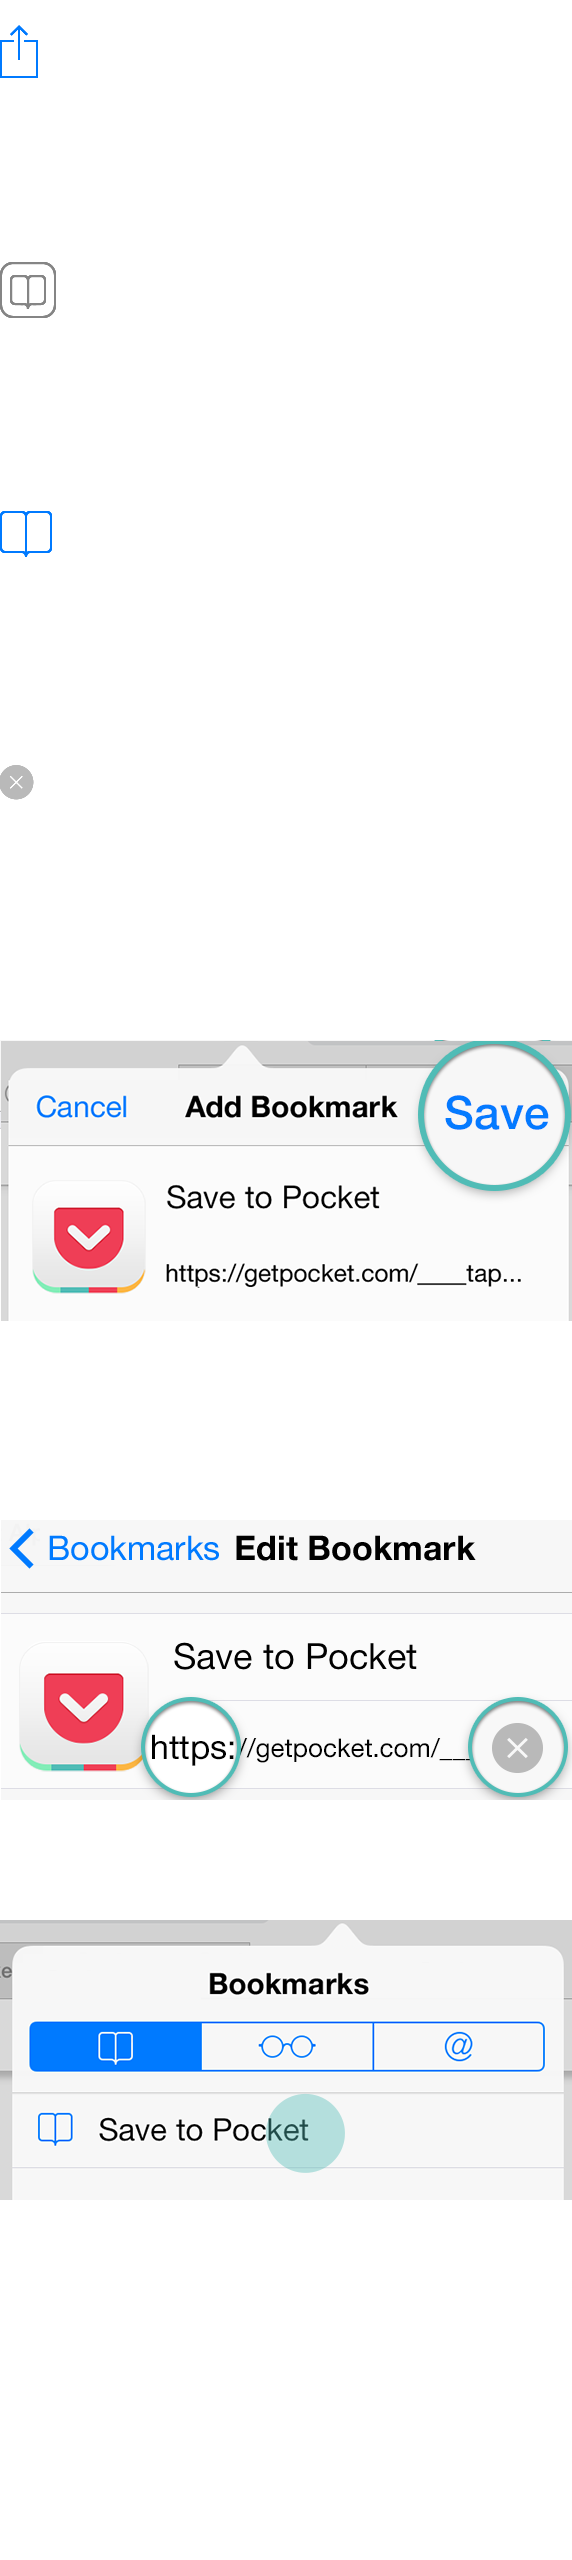 Cancel Add Bookmark Save
Save to Pocket
https://getpocket.com/____tap...
Bookmarks Edit Bookmark
Save to Pocket
https://getpocket.com/___
Bookmarks
@
Save to Pocket